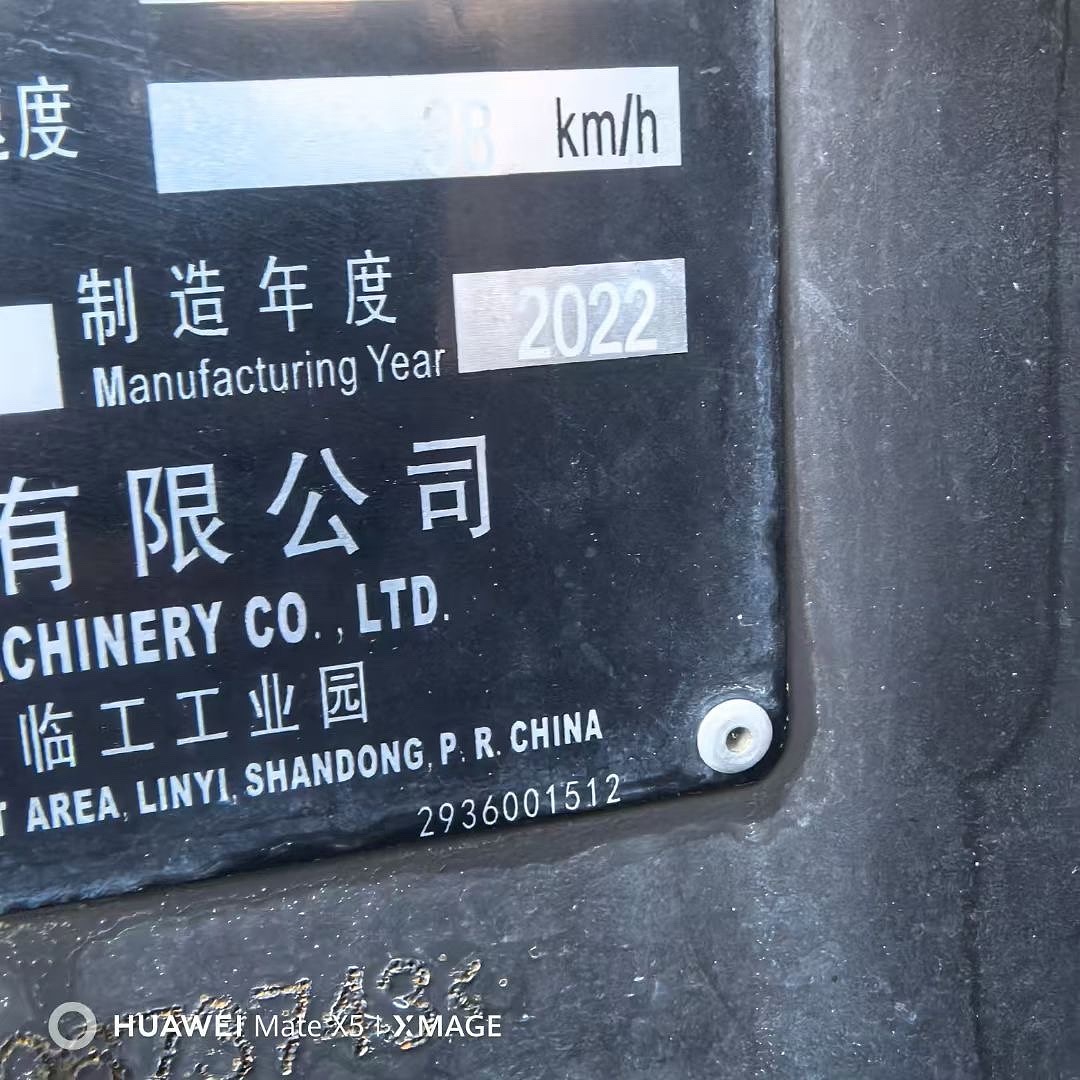 度 38 km/h
制造年度 2022
Manufacturing Year
有限公司
CHINERY CO., LTD.
临工工业园
T AREA, LINYI, SHANDONG, P. R. CHINA
2936001512
737436
HUAWEI Mate X5 | XMAGE